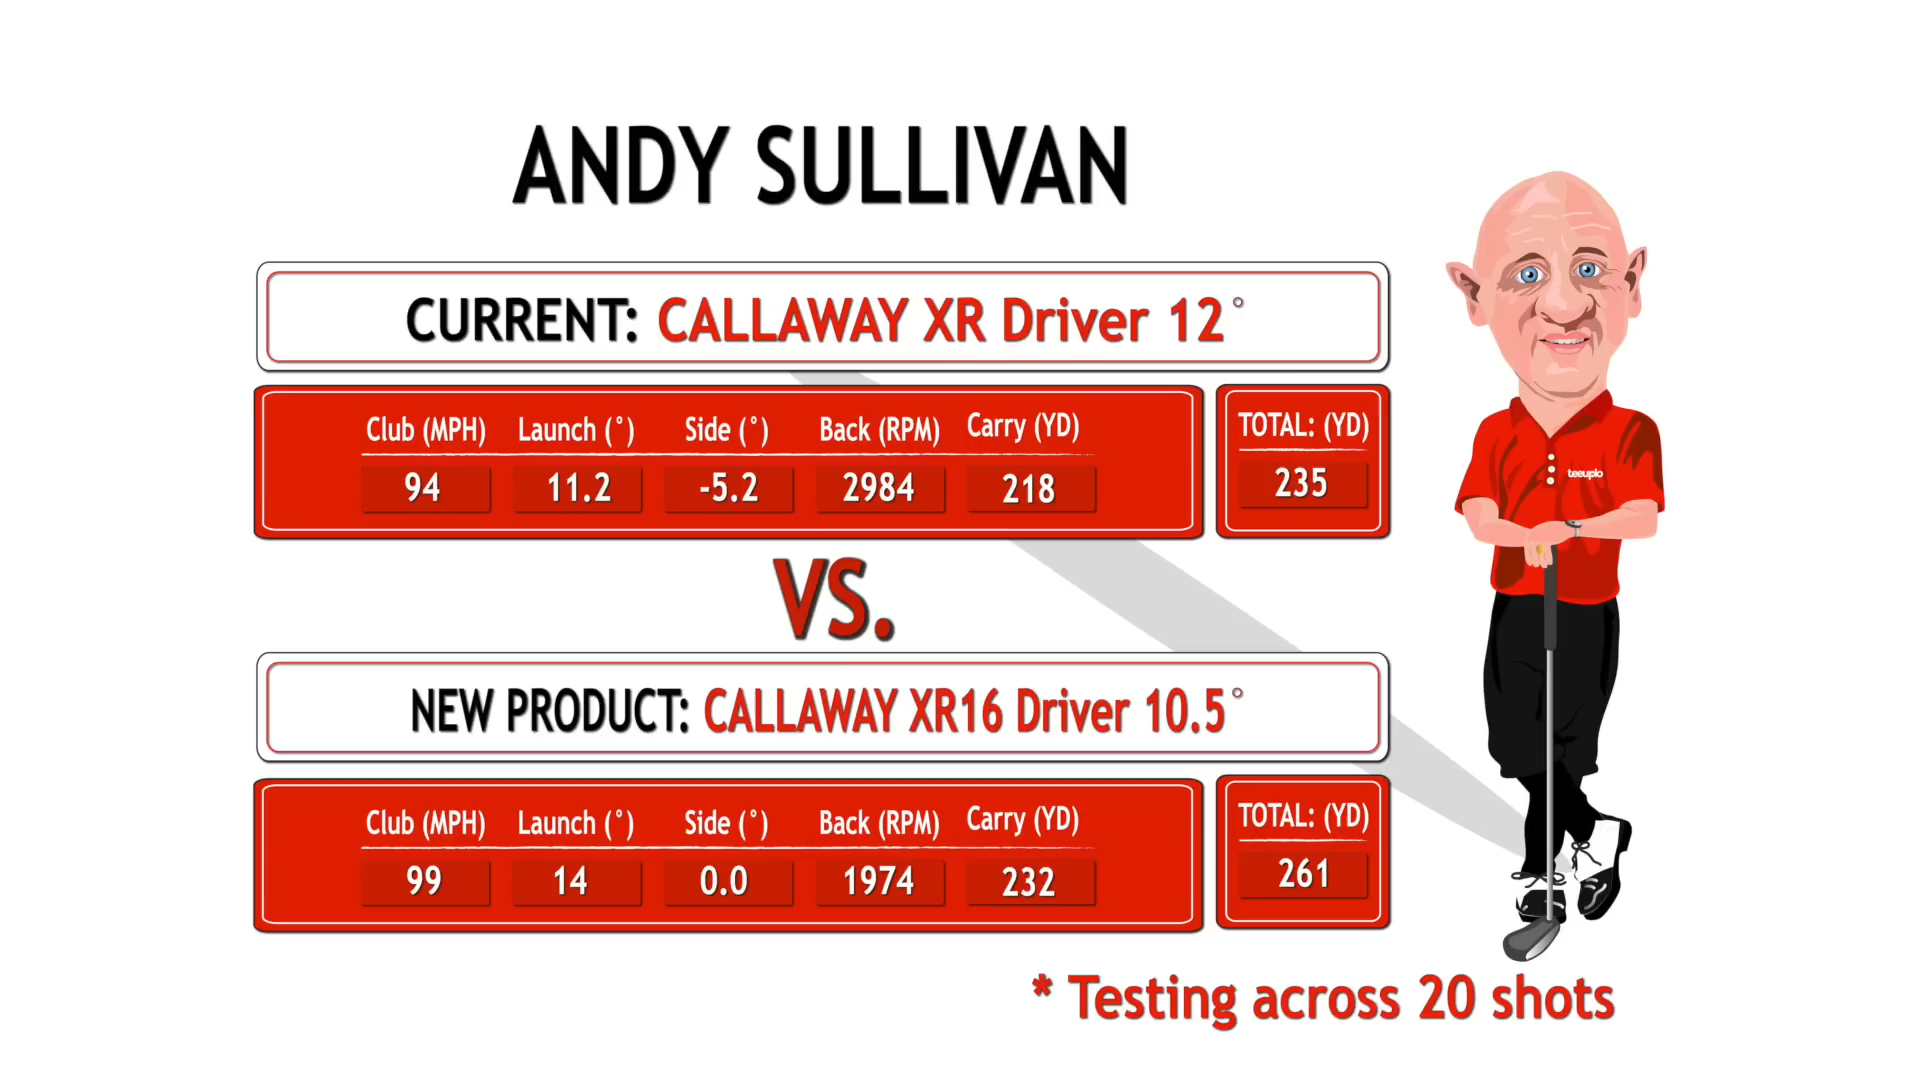 ANDY SULLIVAN
CURRENT: CALLAWAY XR Driver 12°
Club (MPH) Launch (°) Side (°) Back (RPM) Carry (YD) TOTAL: (YD)
94 11.2 -5.2 2984 218 235
teeuplo
VS.
NEW PRODUCT: CALLAWAY XR16 Driver 10.5°
Club (MPH) Launch (°) Side (°) Back (RPM) Carry (YD) TOTAL: (YD)
99 14 0.0 1974 232 261
* Testing across 20 shots